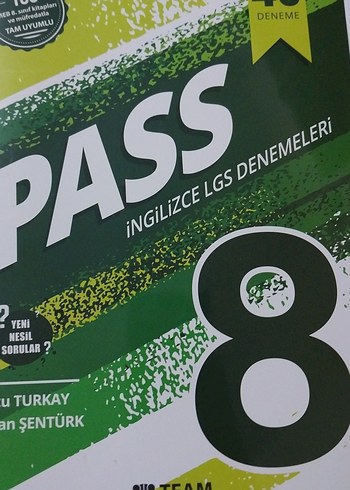 MEB 8. sınıf kitapları
ve müfredatla
TAM UYUMLU
DENEME
PASS
İNGİLİZCE LGS DENEMELERİ
8
? YENİ
NESİL
SORULAR ?
TURKAY
ŞENTÜRK
TEAM